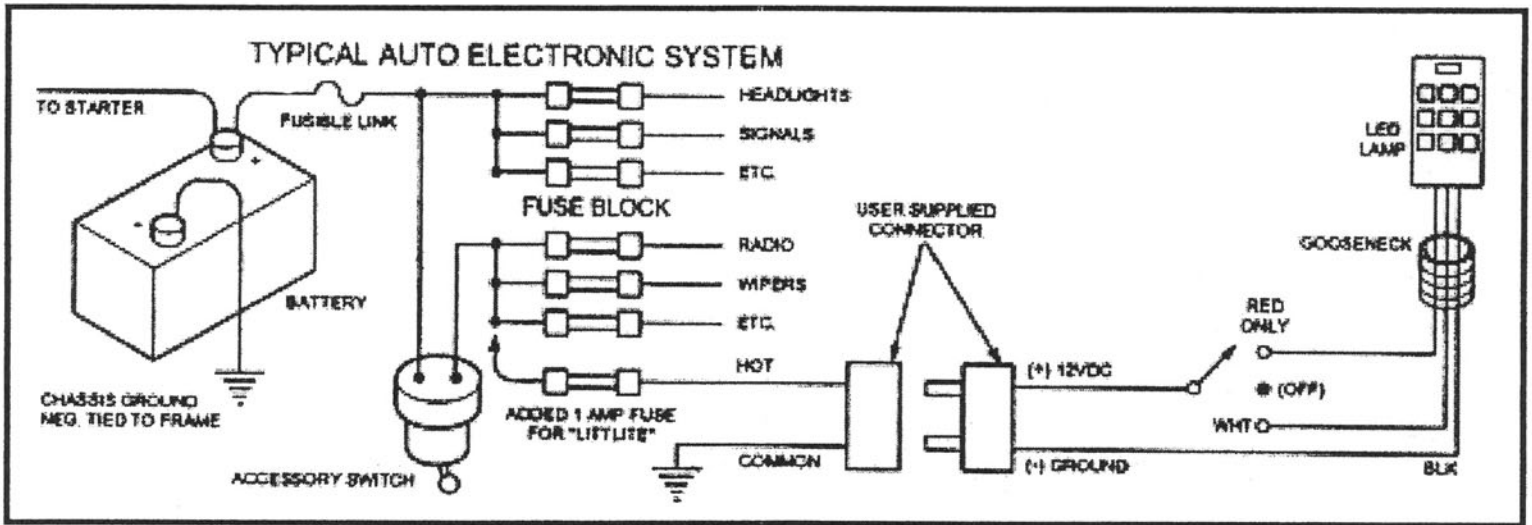 TYPICAL AUTO ELECTRONIC SYSTEM
TO STARTER
FUSIBLE LINK
HEADLIGHTS
SIGNALS
ETC.
FUSE BLOCK
RADIO
WIPERS
ETC.
HOT
+
-
BATTERY
CHASSIS GROUND
NEG. TIED TO FRAME
ACCESSORY SWITCH
ADDED 1 AMP FUSE
FOR "LITTLITE"
COMMON
USER SUPPLIED
CONNECTOR
(+) 12VDC
(-) GROUND
LED
LAMP
GOOSENECK
RED
ONLY
(OFF)
WHT
BLK